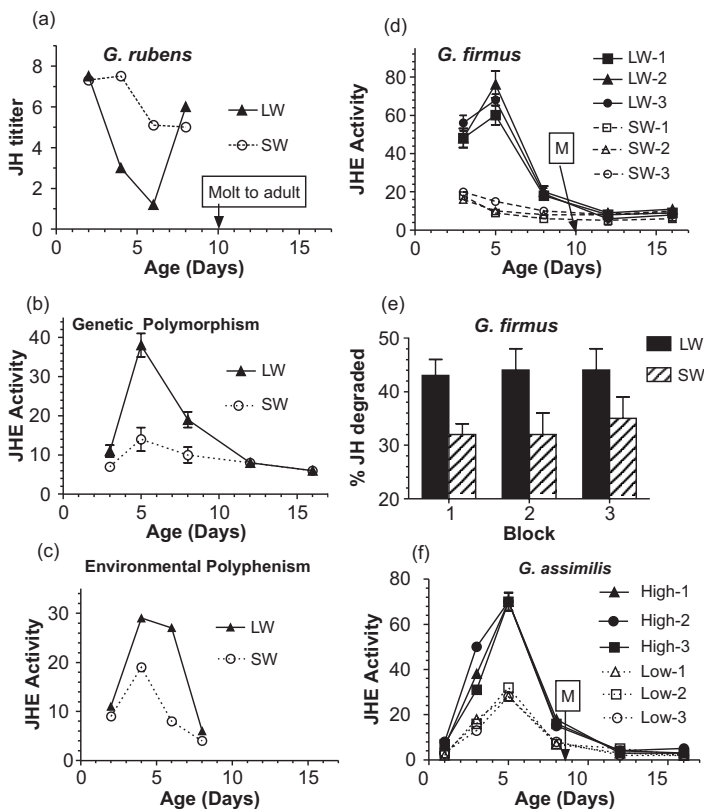 (a)
G. rubens
JH tititer
8
6
4
2
0
0 5 10 15
Age (Days)
LW
SW
Molt to adult
(b)
Genetic Polymorphism
JHE Activity
40
30
20
10
0
0 5 10 15
Age (Days)
LW
SW
(c)
Environmental Polyphenism
JHE Activity
30
20
10
0
0 5 10 15
Age (Days)
LW
SW
(d)
G. firmus
JHE Activity
80
60
40
20
0
0 5 10 15
Age (Days)
M
LW-1
LW-2
LW-3
SW-1
SW-2
SW-3
(e)
G. firmus
% JH degraded
50
40
30
20
1 2 3
Block
LW
SW
(f)
G. assimilis
JHE Activity
80
60
40
20
0
0 5 10 15
Age (Days)
M
High-1
High-2
High-3
Low-1
Low-2
Low-3